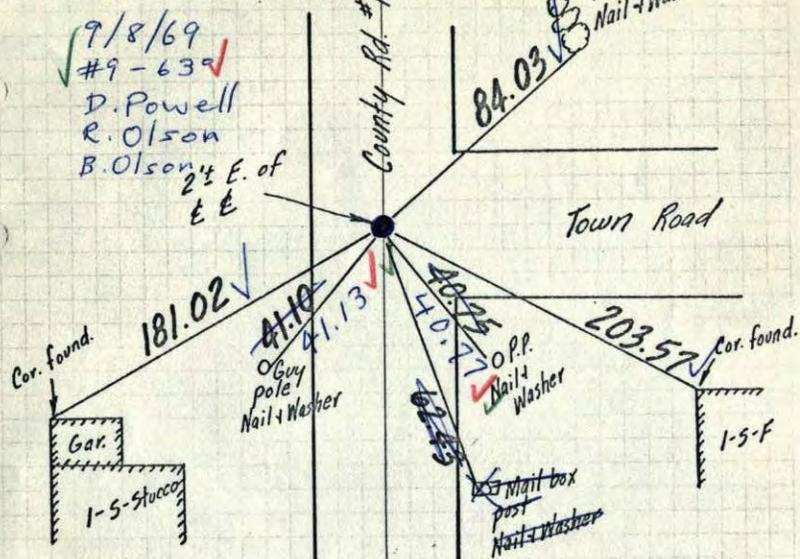 9/8/69
#9-639
D. Powell
R. Olson
B. Olson
2'± E. of
℄ ℄
County Rd. #
Nail +
84.03
Town Road
181.02
41.10
41.13
40.95
40.77
203.57
Cor. found.
Guy
pole
Nail + Washer
P.P.
Nail +
Washer
Cor. found.
Gar.
1-S-Stucco
1-S-F
Mail box
post
Nail + Washer